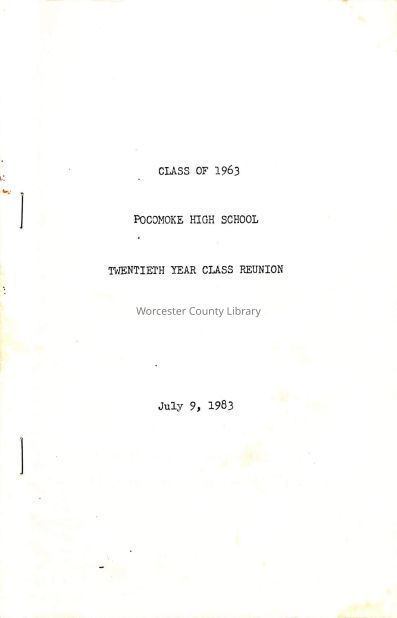 CLASS OF 1963
POCOMOKE HIGH SCHOOL
TWENTIETH YEAR CLASS REUNION
Worcester County Library
July 9, 1983